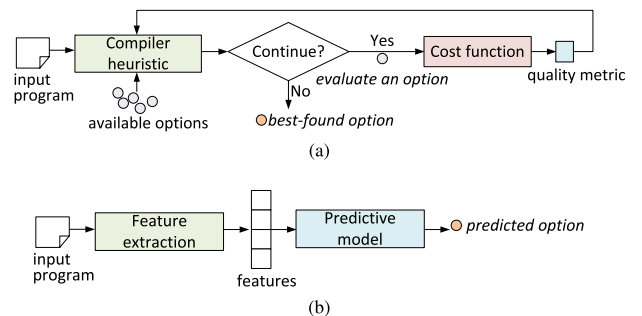 input
program
Compiler
heuristic
available options
Continue?
Yes
evaluate an option
No
best-found option
Cost function
quality metric
(a)
input
program
Feature
extraction
features
Predictive
model
predicted option
(b)